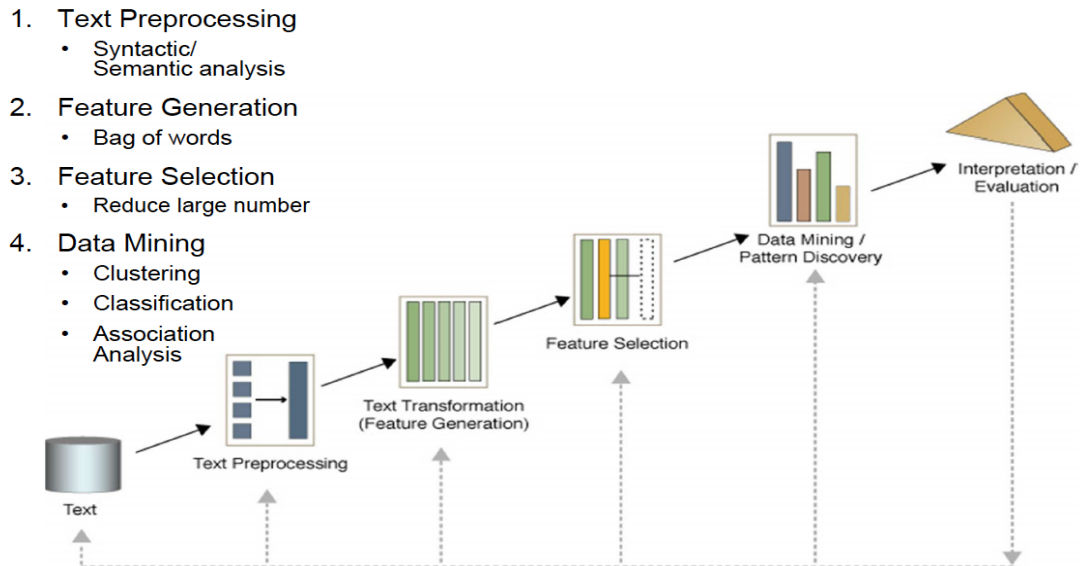 1. Text Preprocessing
• Syntactic/
Semantic analysis
2. Feature Generation
• Bag of words
3. Feature Selection
• Reduce large number
4. Data Mining
• Clustering
• Classification
• Association
Analysis
Text
Text Preprocessing
Text Transformation
(Feature Generation)
Feature Selection
Data Mining /
Pattern Discovery
Interpretation /
Evaluation